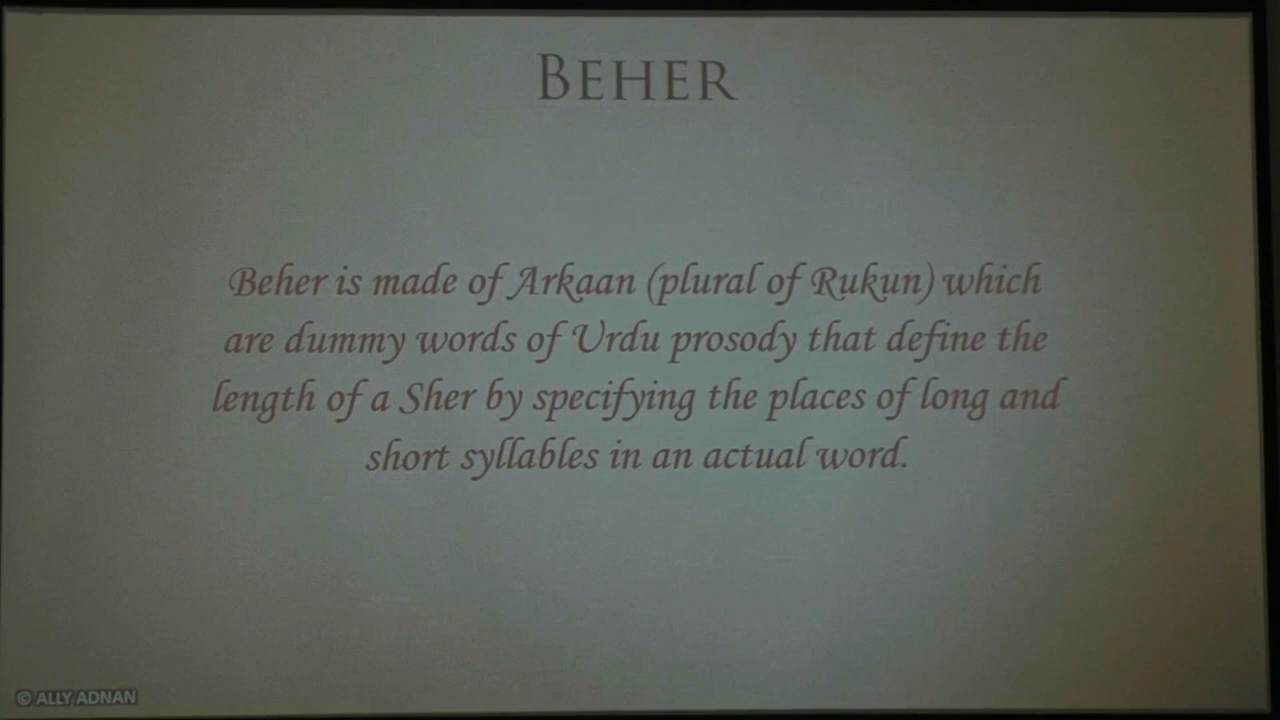 BEHER
Beher is made of Arkaan (plural of Rukun) which
are dummy words of Urdu prosody that define the
length of a Sher by specifying the places of long and
short syllables in an actual word.
© ALLY ADNAN